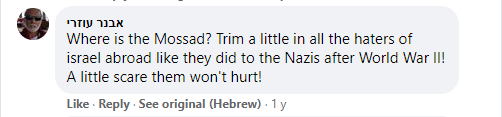 אבנר עוזרי
Where is the Mossad? Trim a little in all the haters of
israel abroad like they did to the Nazis after World War II!
A little scare them won't hurt!
Like · Reply · See original (Hebrew) · 1 y